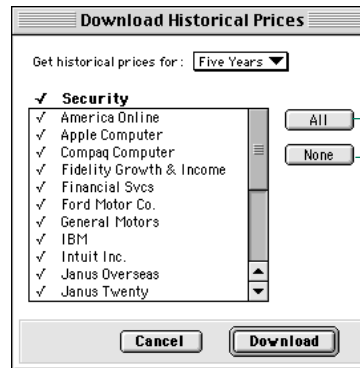 Download Historical Prices
Get historical prices for: Five Years
✓ Security
✓ America Online
✓ Apple Computer
✓ Compaq Computer
✓ Fidelity Growth & Income
✓ Financial Svcs
✓ Ford Motor Co.
✓ General Motors
✓ IBM
✓ Intuit Inc.
✓ Janus Overseas
✓ Janus Twenty
All
None
Cancel Download